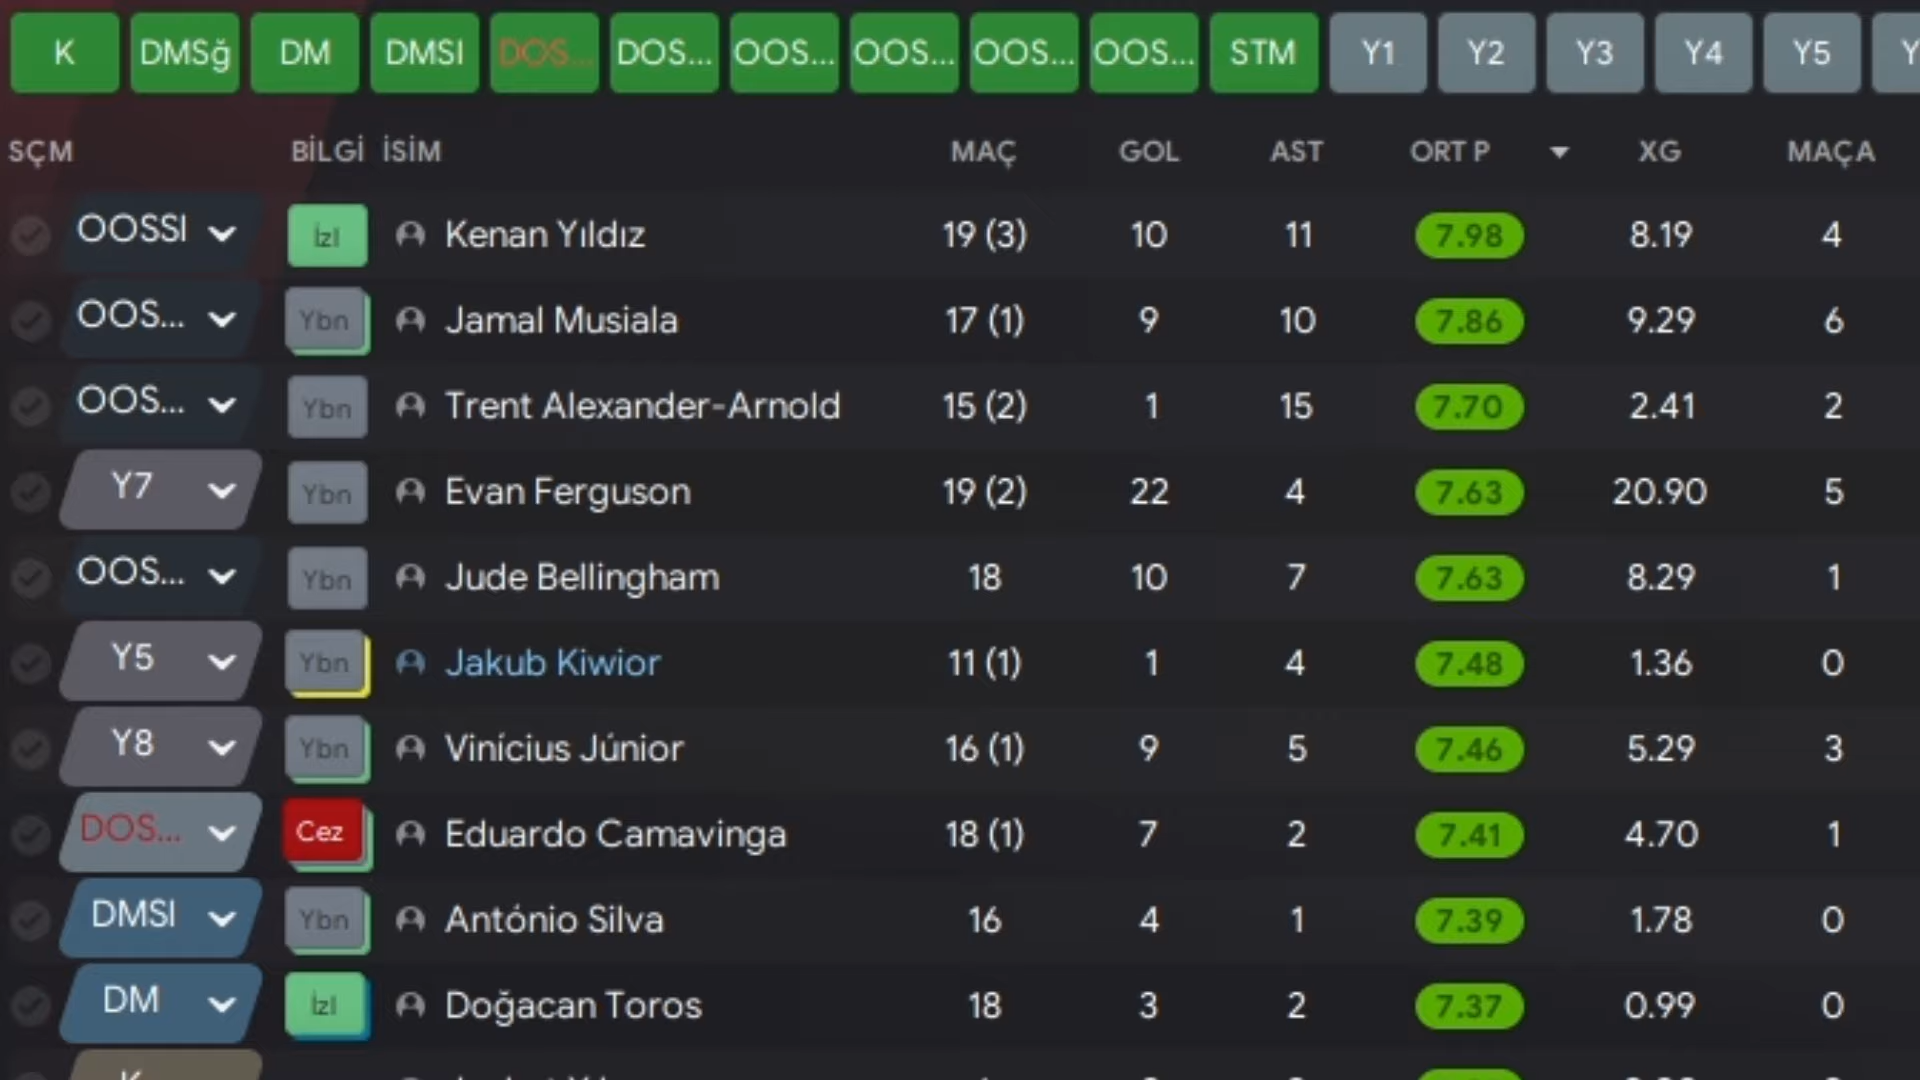 K DMSğ DM DMSI DOS... DOS... OOS... OOS... OOS... OOS... STM Y1 Y2 Y3 Y4 Y5 Y
SÇM BİLGİ İSİM MAÇ GOL AST ORT P XG MAÇA
OOSSI İzl Kenan Yıldız 19 (3) 10 11 7.98 8.19 4
OOS... Ybn Jamal Musiala 17 (1) 9 10 7.86 9.29 6
OOS... Ybn Trent Alexander-Arnold 15 (2) 1 15 7.70 2.41 2
Y7 Ybn Evan Ferguson 19 (2) 22 4 7.63 20.90 5
OOS... Ybn Jude Bellingham 18 10 7 7.63 8.29 1
Y5 Ybn Jakub Kiwior 11 (1) 1 4 7.48 1.36 0
Y8 Ybn Vinícius Júnior 16 (1) 9 5 7.46 5.29 3
DOS... Cez Eduardo Camavinga 18 (1) 7 2 7.41 4.70 1
DMSI Ybn António Silva 16 4 1 7.39 1.78 0
DM İzl Doğacan Toros 18 3 2 7.37 0.99 0